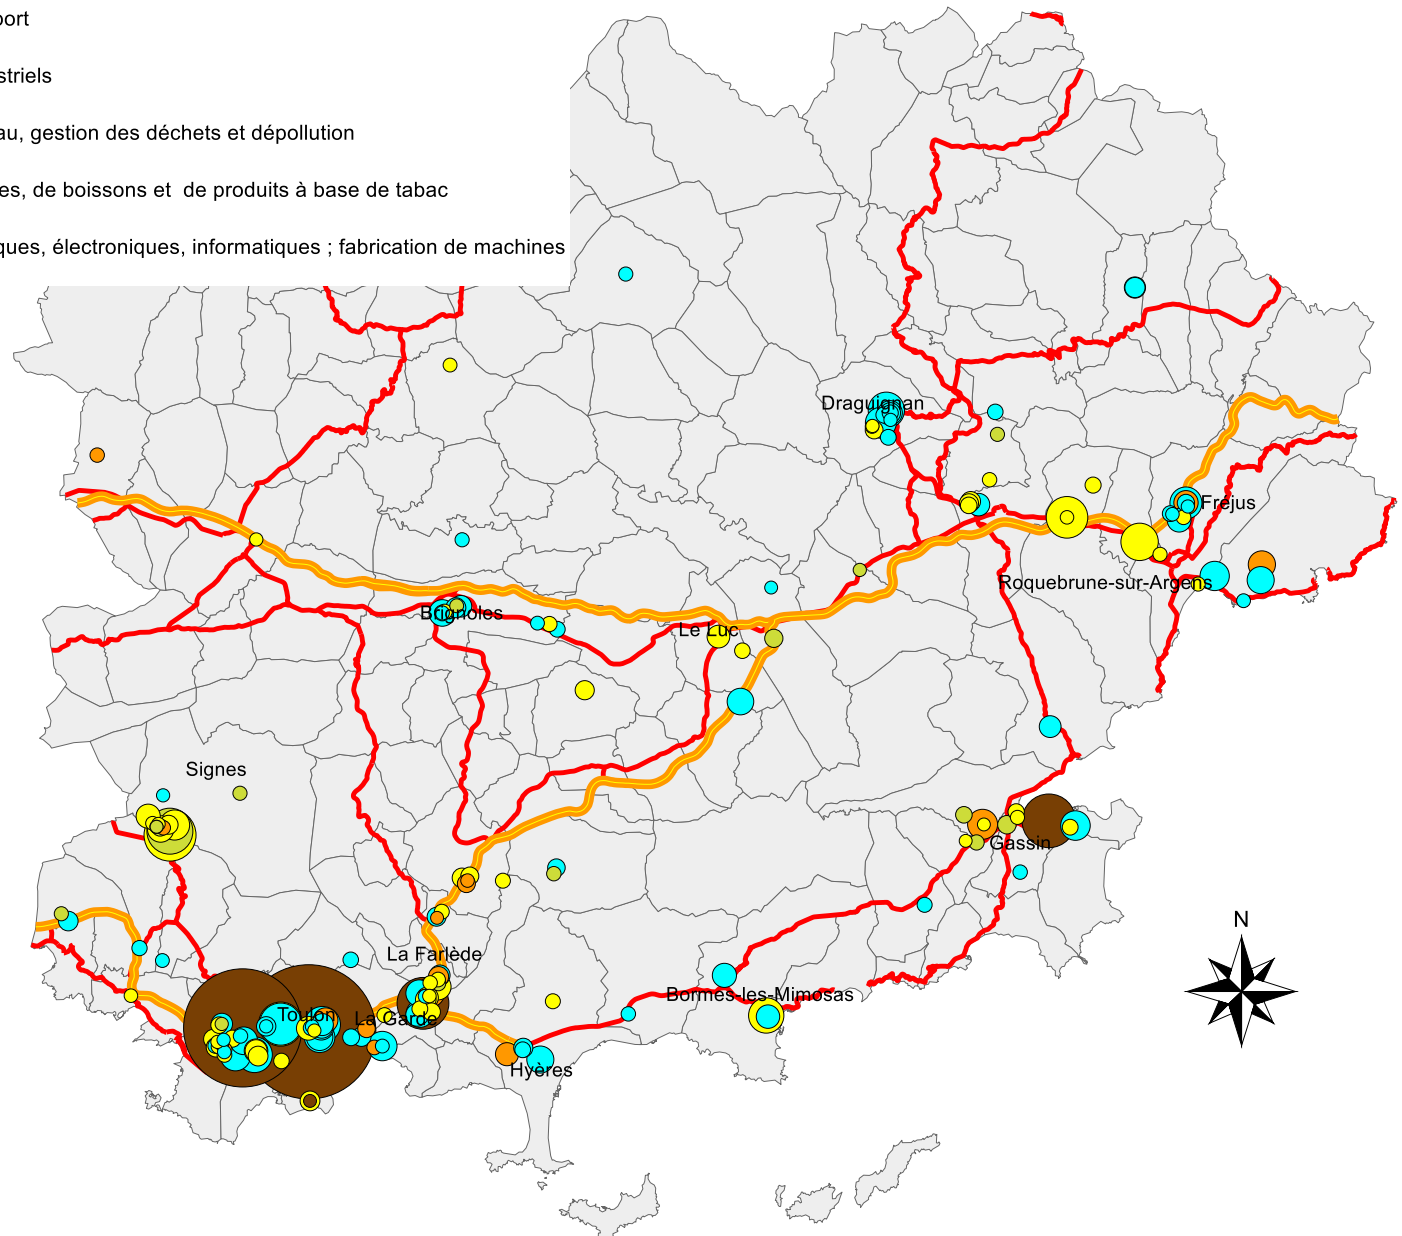 port
striels
au, gestion des déchets et dépollution
es, de boissons et de produits à base de tabac
ques, électroniques, informatiques ; fabrication de machines
Draguignan
Fréjus
Roquebrune-sur-Argens
Brignoles
Le Luc
Signes
Gassin
N
La Farlède
Bormes-les-Mimosas
Toulon
La Garde
Hyères